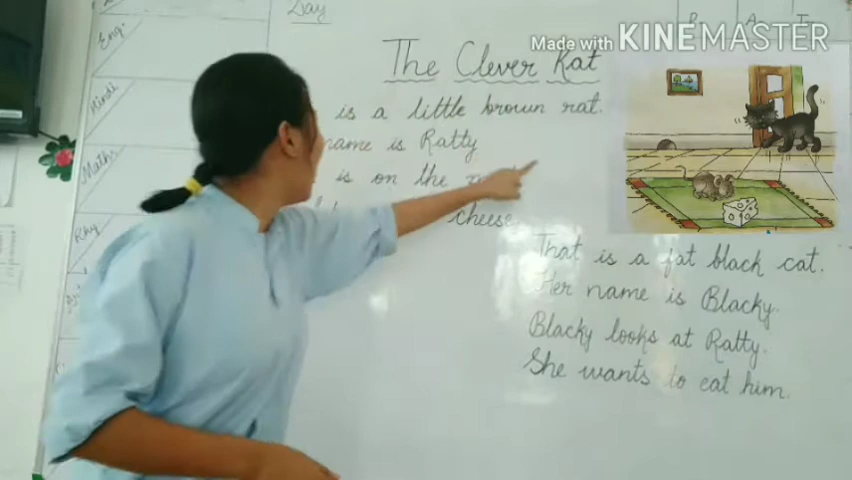 Day
Eng:
Hindi
Maths
Made with KINEMASTER
The Clever Rat
is a little brown rat.
name is Ratty
is on the
cheese.
That is a fat black cat.
Her name is Blacky.
Blacky looks at Ratty.
She wants to eat him.